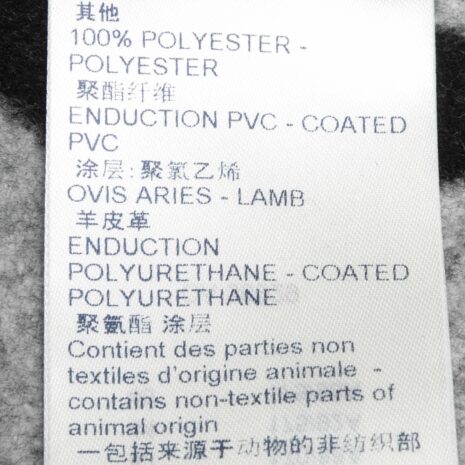 其他
100% POLYESTER -
POLYESTER
聚酯纤维
ENDUCTION PVC - COATED
PVC
涂层:聚氯乙烯
OVIS ARIES - LAMB
羊皮革
ENDUCTION
POLYURETHANE - COATED
POLYURETHANE
聚氨酯 涂层
Contient des parties non
textiles d'origine animale -
contains non-textile parts of
animal origin
一包括来源于动物的非纺织部